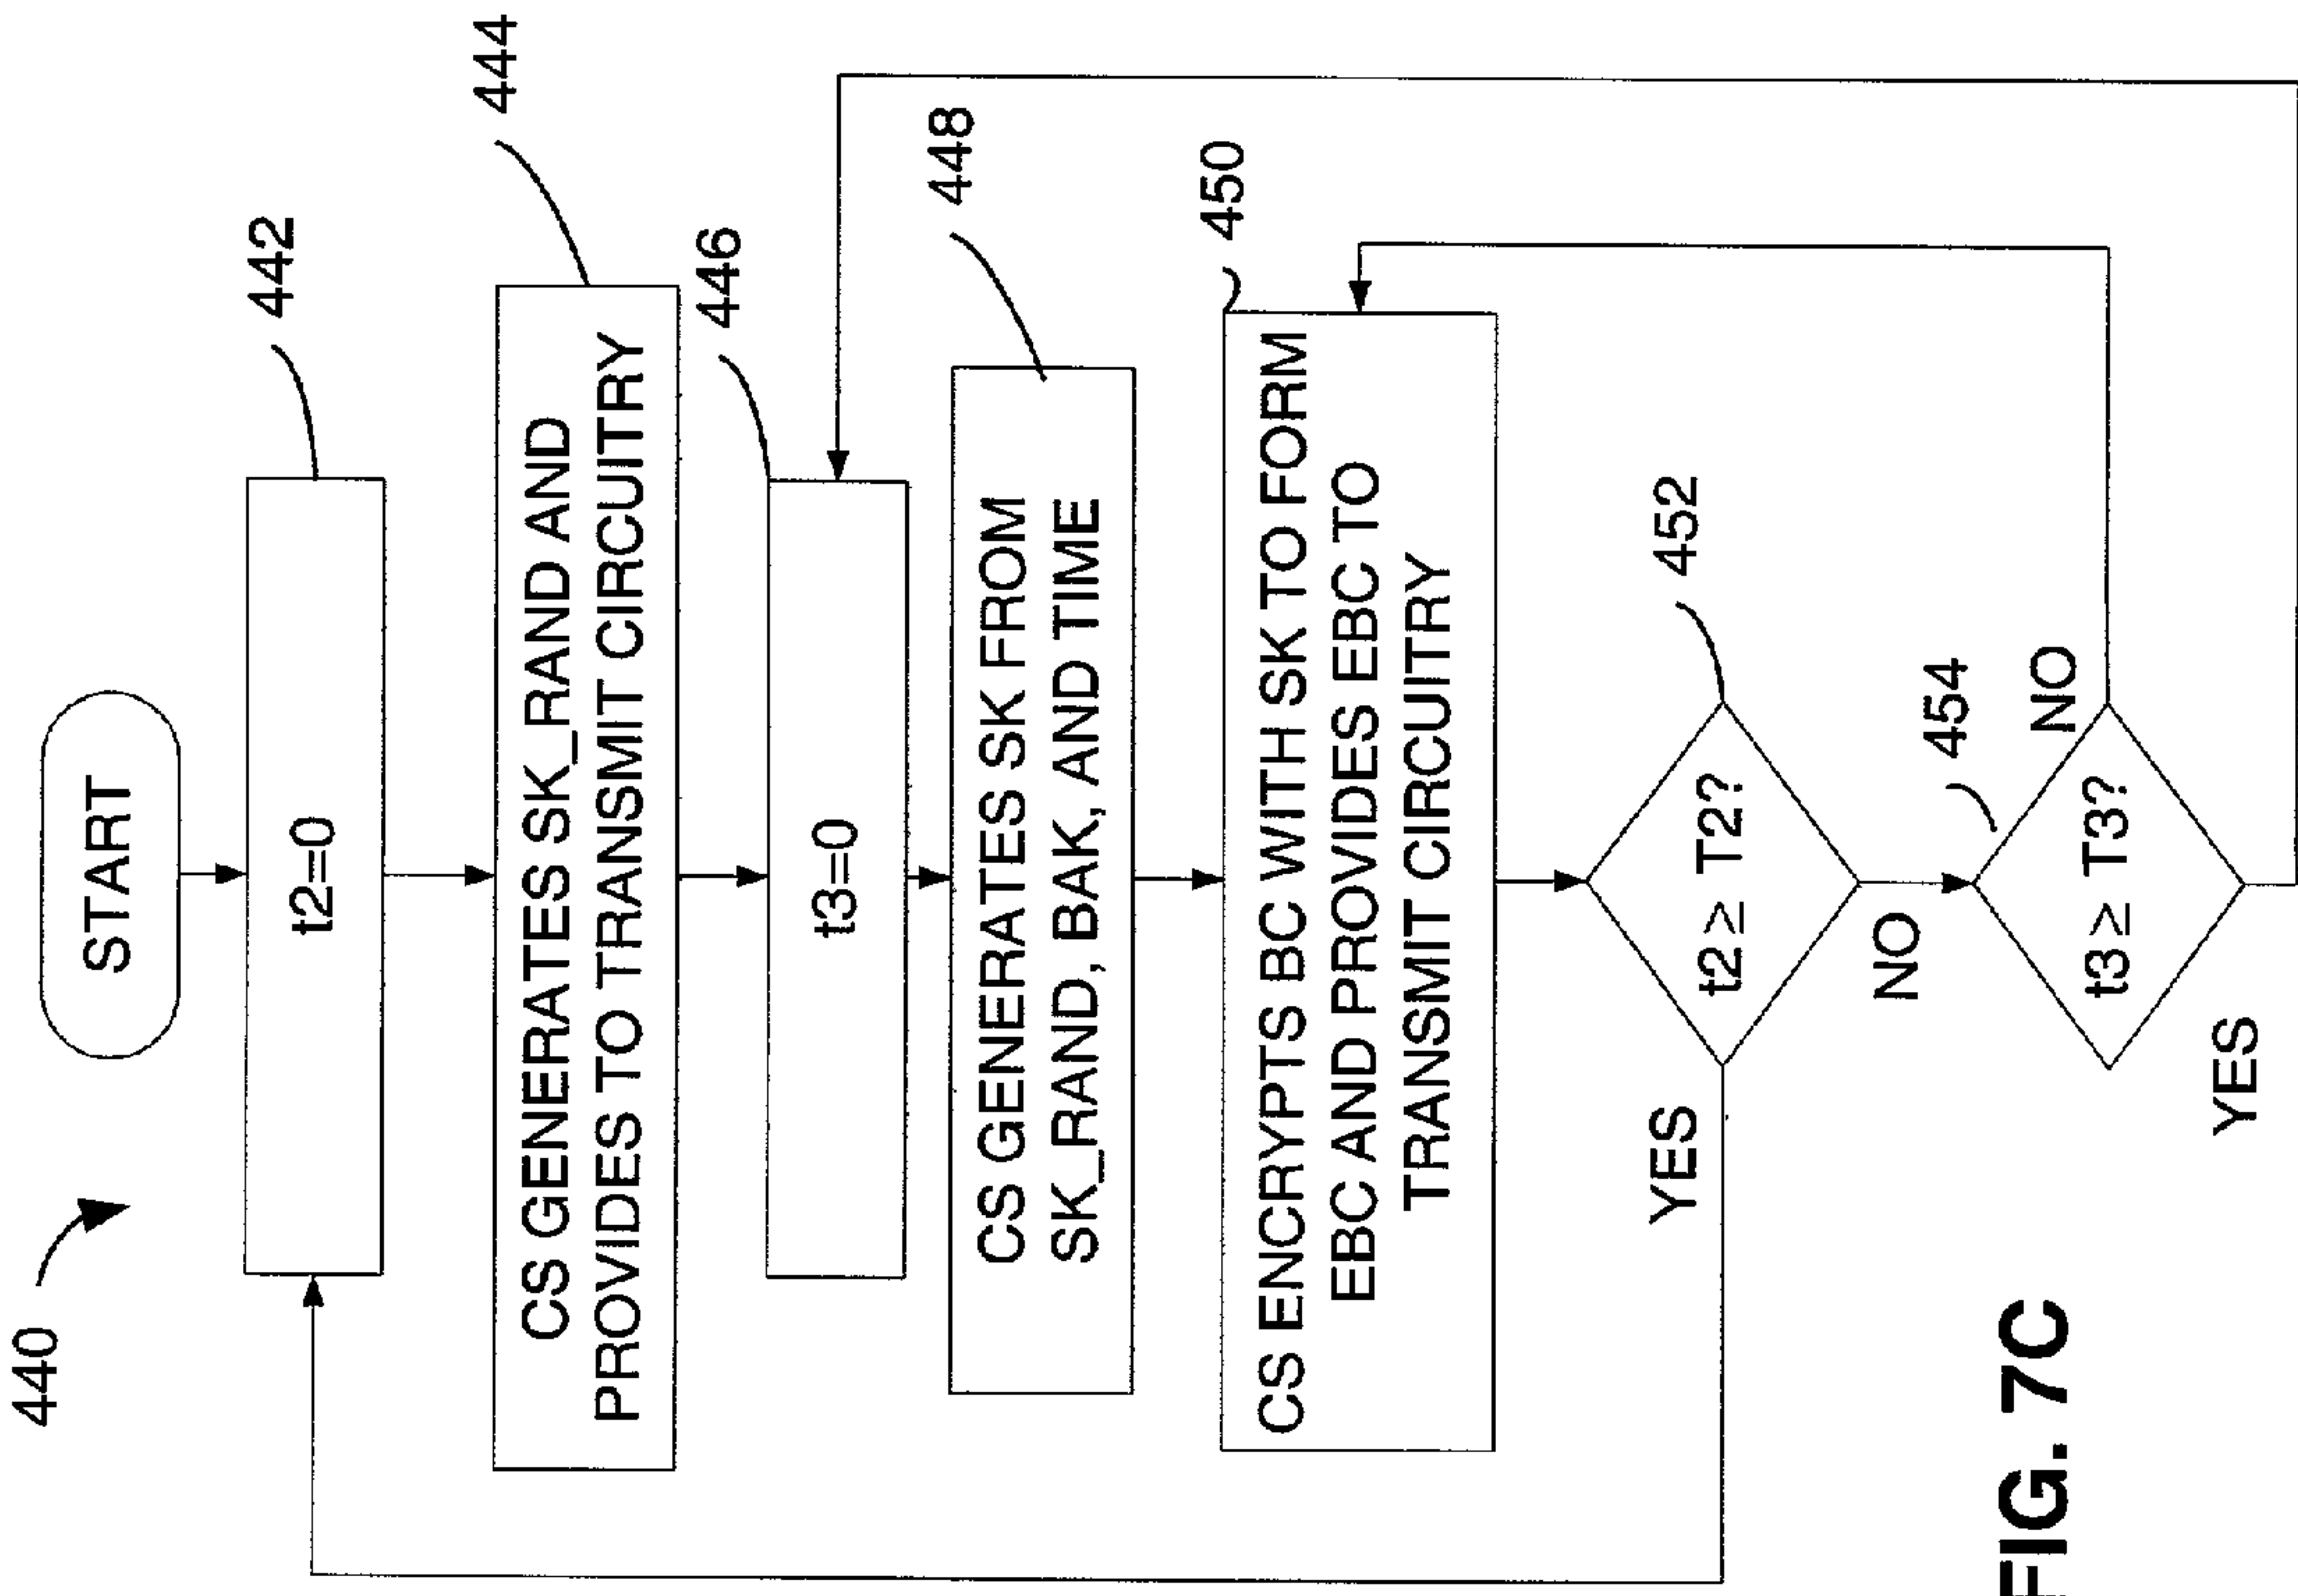 440
START
442
t2=0
444
CS GENERATES SK_RAND AND
PROVIDES TO TRANSMIT CIRCUITRY
446
t3=0
448
CS GENERATES SK FROM
SK_RAND, BAK, AND TIME
450
CS ENCRYPTS BC WITH SK TO FORM
EBC AND PROVIDES EBC TO
TRANSMIT CIRCUITRY
452
t2 ≥ T2?
YES
NO
454
t3 ≥ T3?
NO
YES
FIG. 7C